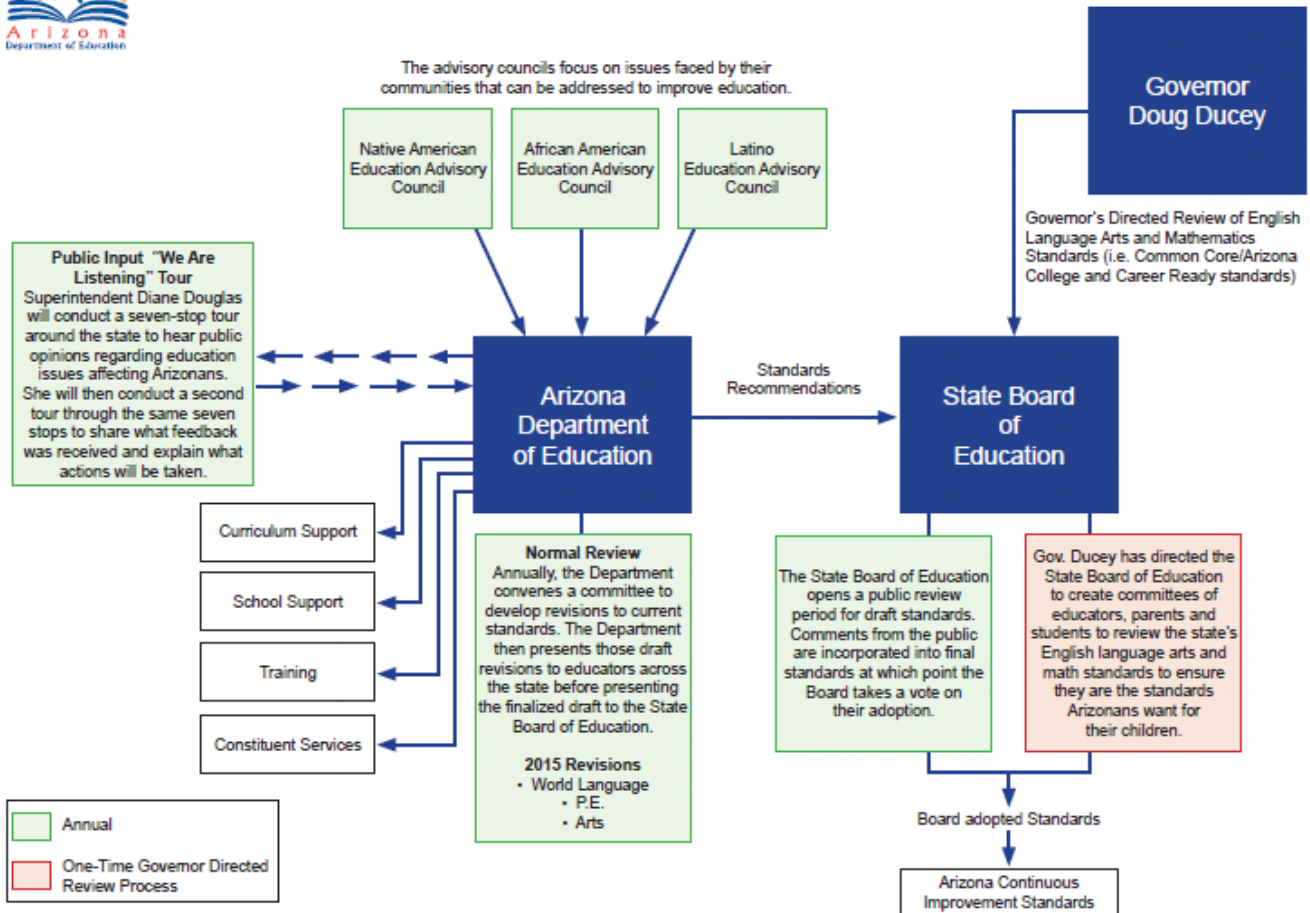 Arizona
Department of Education
The advisory councils focus on issues faced by their
communities that can be addressed to improve education.
Governor
Doug Ducey
Native American
Education Advisory
Council
African American
Education Advisory
Council
Latino
Education Advisory
Council
Governor's Directed Review of English
Language Arts and Mathematics
Standards (i.e. Common Core/Arizona
College and Career Ready standards)
Public Input "We Are
Listening" Tour
Superintendent Diane Douglas
will conduct a seven-stop tour
around the state to hear public
opinions regarding education
issues affecting Arizonans.
She will then conduct a second
tour through the same seven
stops to share what feedback
was received and explain what
actions will be taken.
Arizona
Department
of Education
Standards
Recommendations
State Board
of
Education
Curriculum Support
School Support
Training
Constituent Services
Normal Review
Annually, the Department
convenes a committee to
develop revisions to current
standards. The Department
then presents those draft
revisions to educators across
the state before presenting
the finalized draft to the State
Board of Education.
2015 Revisions
• World Language
• P.E.
• Arts
The State Board of Education
opens a public review
period for draft standards.
Comments from the public
are incorporated into final
standards at which point the
Board takes a vote on
their adoption.
Gov. Ducey has directed the
State Board of Education
to create committees of
educators, parents and
students to review the state's
English language arts and
math standards to ensure
they are the standards
Arizonans want for
their children.
Annual
One-Time Governor Directed
Review Process
Board adopted Standards
Arizona Continuous
Improvement Standards